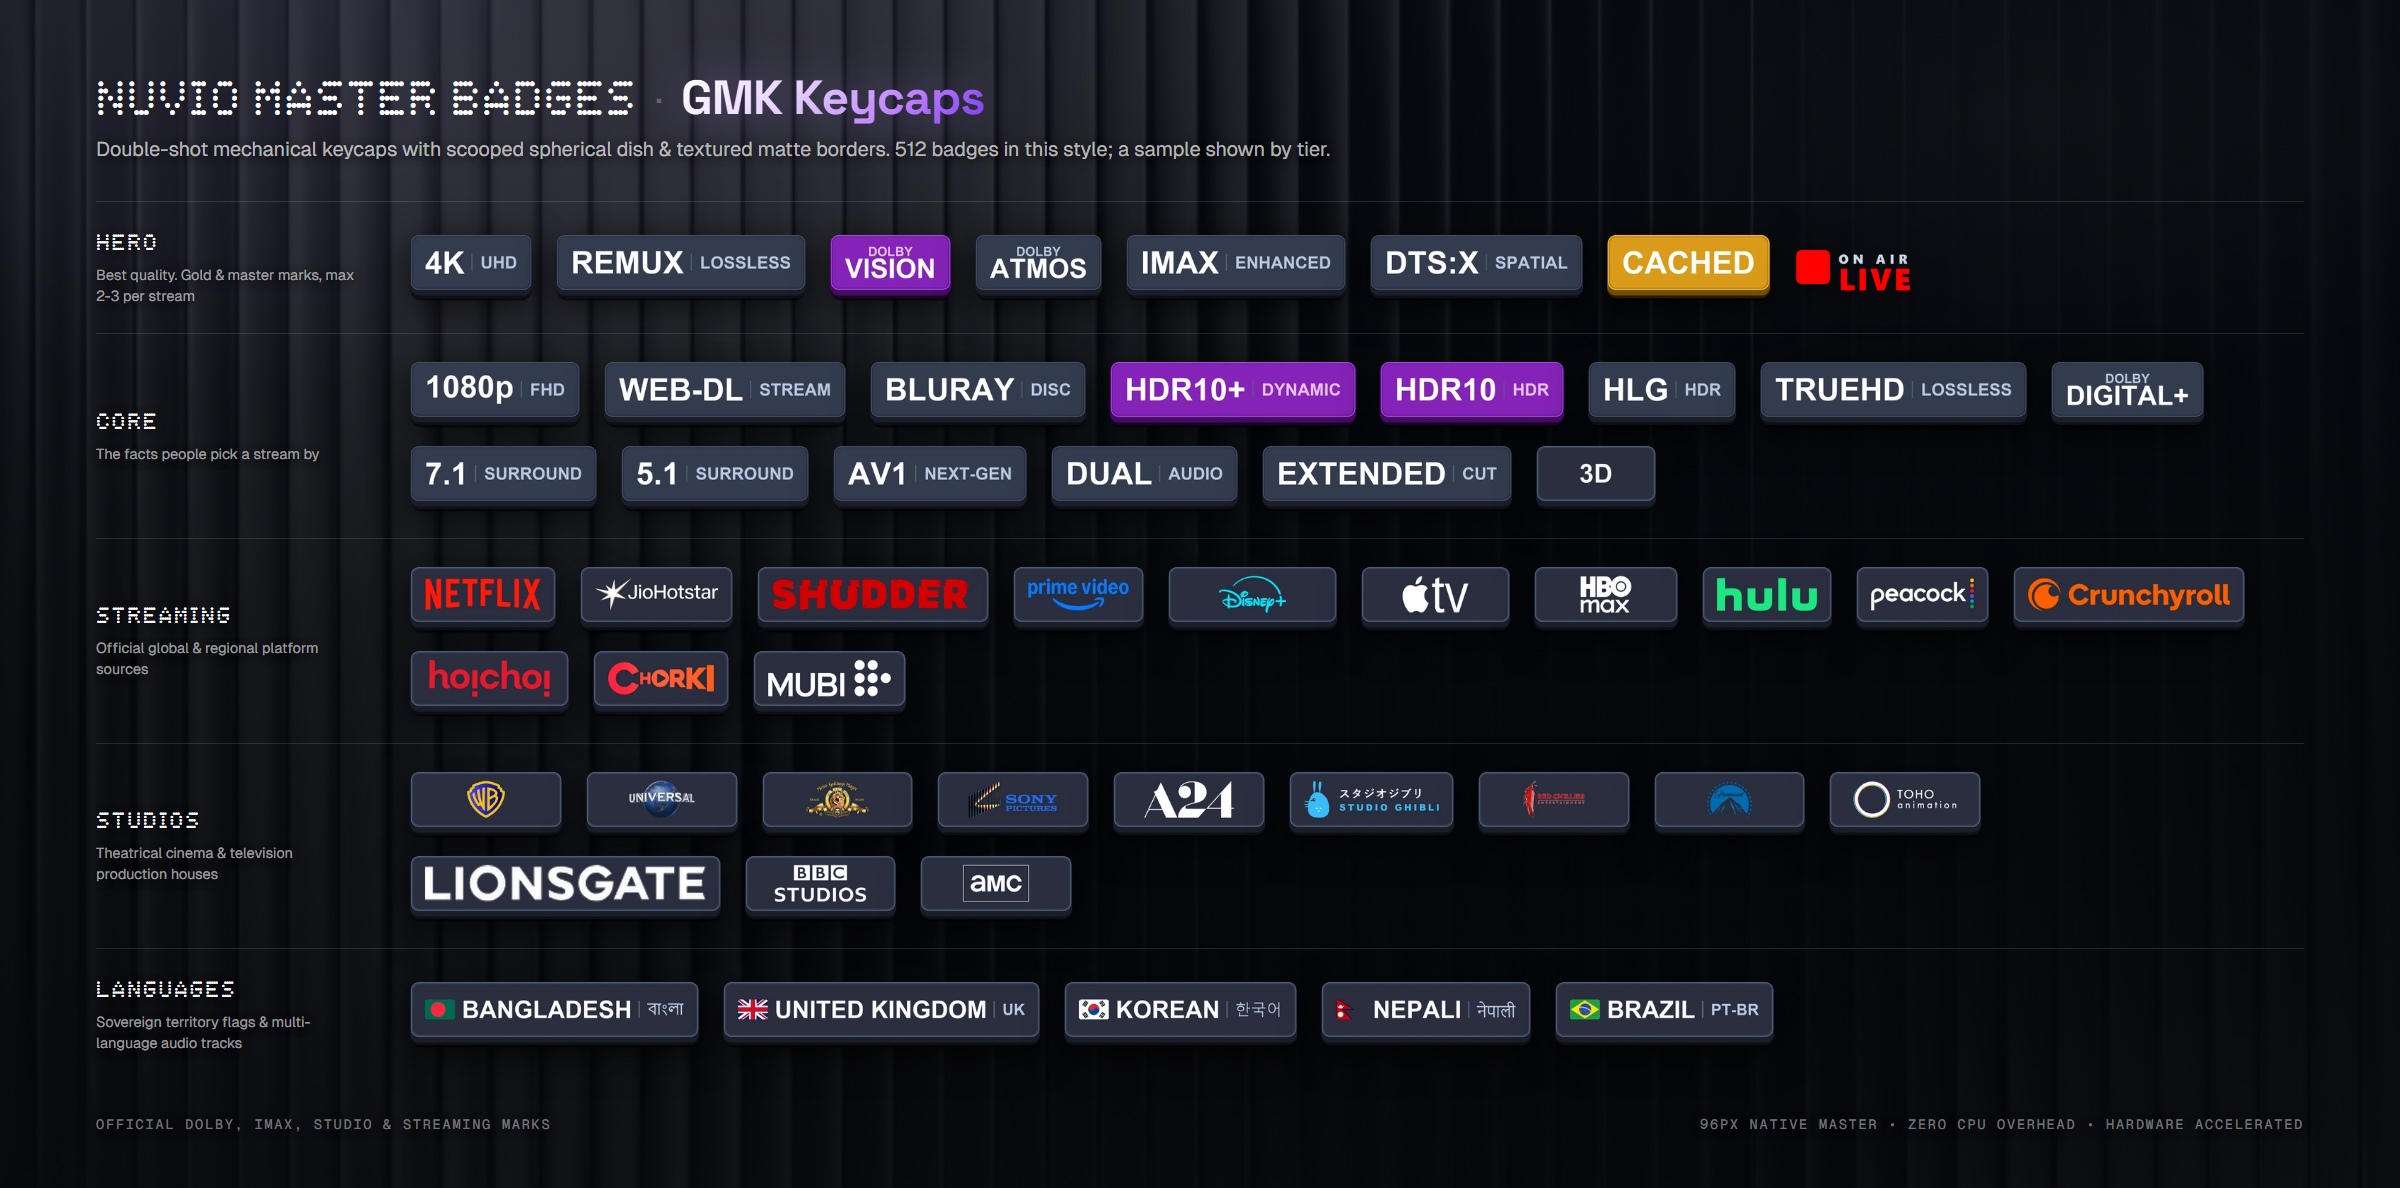 NUVIO MASTER BADGES · GMK Keycaps
Double-shot mechanical keycaps with scooped spherical dish & textured matte borders. 512 badges in this style; a sample shown by tier.
HERO
Best quality. Gold & master marks, max
2-3 per stream
4K UHD
REMUX LOSSLESS
DOLBY
VISION
DOLBY
ATMOS
IMAX ENHANCED
DTS:X SPATIAL
CACHED
ON AIR
LIVE
CORE
The facts people pick a stream by
1080p FHD
WEB-DL STREAM
BLURAY DISC
HDR10+ DYNAMIC
HDR10 HDR
HLG HDR
TRUEHD LOSSLESS
DOLBY
DIGITAL+
7.1 SURROUND
5.1 SURROUND
AV1 NEXT-GEN
DUAL AUDIO
EXTENDED CUT
3D
STREAMING
Official global & regional platform
sources
NETFLIX
JioHotstar
SHUDDER
prime video
Disney+
tv
HBO
max
hulu
peacock
Crunchyroll
hoichoi
CHORKI
MUBI
STUDIOS
Theatrical cinema & television
production houses
WB
UNIVERSAL
SONY
PICTURES
A24
スタジオジブリ
STUDIO GHIBLI
RED CHILLIES
ENTERTAINMENT
TOHO
animation
LIONSGATE
BBC
STUDIOS
aMC
LANGUAGES
Sovereign territory flags & multi-
language audio tracks
BANGLADESH বাংলা
UNITED KINGDOM UK
KOREAN 한국어
NEPALI नेपाली
BRAZIL PT-BR
OFFICIAL DOLBY, IMAX, STUDIO & STREAMING MARKS
96PX NATIVE MASTER • ZERO CPU OVERHEAD • HARDWARE ACCELERATED